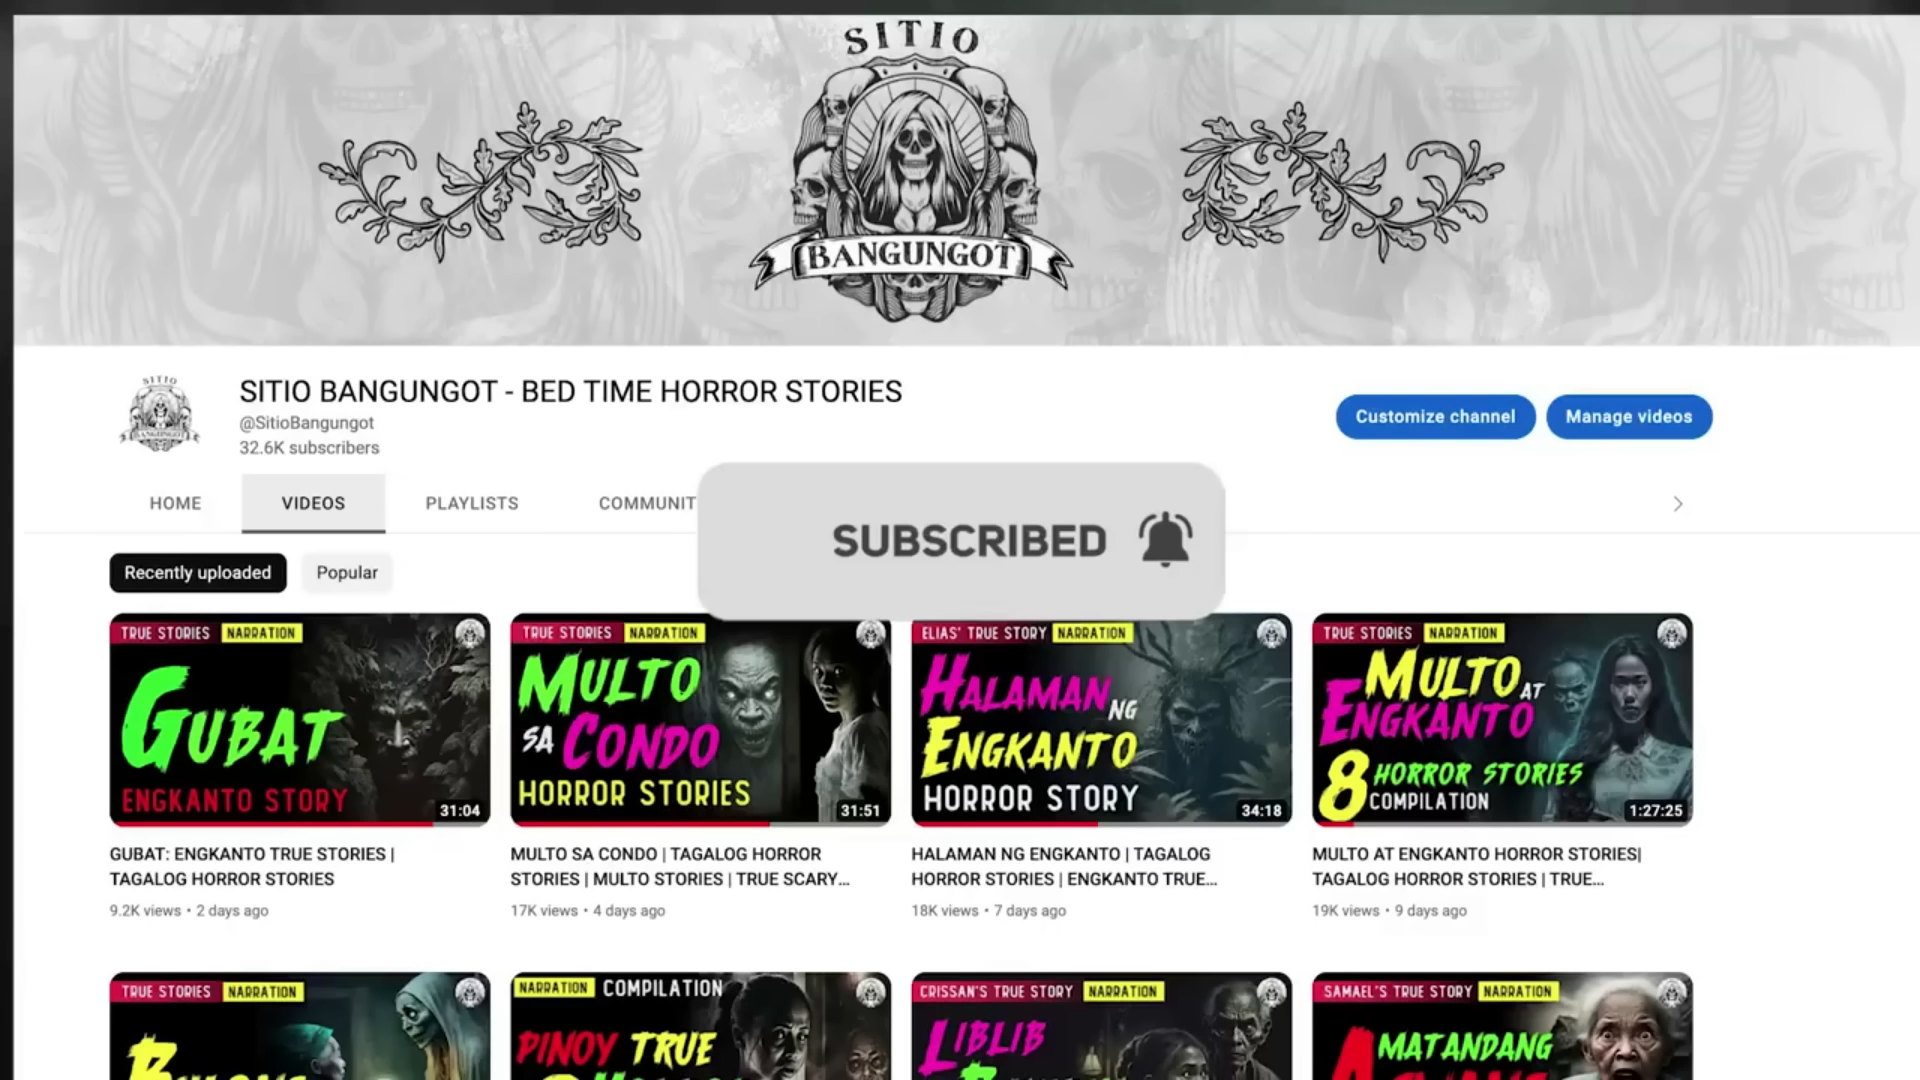 SITIO
BANGUNGOT
SITIO
BANGUNGOT
SITIO BANGUNGOT - BED TIME HORROR STORIES
@SitioBangungot
32.6K subscribers
Customize channel
Manage videos
HOME
VIDEOS
PLAYLISTS
COMMUNIT
SUBSCRIBED
Recently uploaded
Popular
TRUE STORIES NARRATION
GUBAT
ENGKANTO STORY
31:04
TRUE STORIES NARRATION
MULTO
SA CONDO
HORROR STORIES
31:51
ELIAS' TRUE STORY NARRATION
HALAMAN NG
ENGKANTO
HORROR STORY
34:18
TRUE STORIES NARRATION
MULTO AT
ENGKANTO
8 HORROR STORIES
COMPILATION
1:27:25
GUBAT: ENGKANTO TRUE STORIES |
TAGALOG HORROR STORIES
9.2K views • 2 days ago
MULTO SA CONDO | TAGALOG HORROR
STORIES | MULTO STORIES | TRUE SCARY...
17K views • 4 days ago
HALAMAN NG ENGKANTO | TAGALOG
HORROR STORIES | ENGKANTO TRUE...
18K views • 7 days ago
MULTO AT ENGKANTO HORROR STORIES|
TAGALOG HORROR STORIES | TRUE...
19K views • 9 days ago
TRUE STORIES NARRATION
NARRATION COMPILATION
PINOY TRUE
CRISSAN'S TRUE STORY NARRATION
LIBLIB
SAMAEL'S TRUE STORY NARRATION
MATANDANG